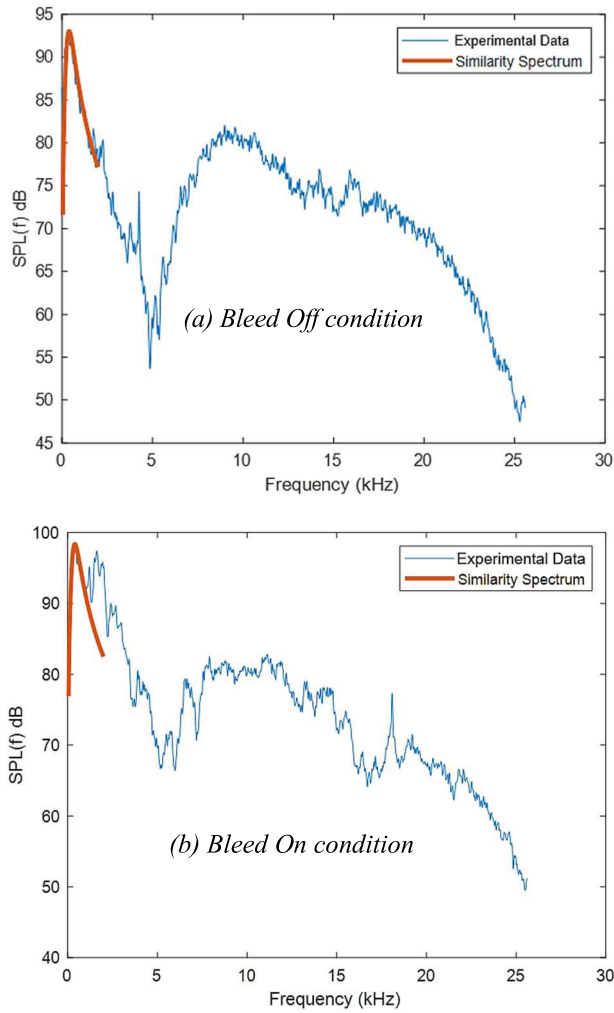 95
90
85
80
75
70
65
60
55
50
45
SPL(f) dB
Experimental Data
Similarity Spectrum
(a) Bleed Off condition
0 5 10 15 20 25 30
Frequency (kHz)
100
90
80
70
60
50
40
SPL(f) dB
Experimental Data
Similarity Spectrum
(b) Bleed On condition
0 5 10 15 20 25 30
Frequency (kHz)